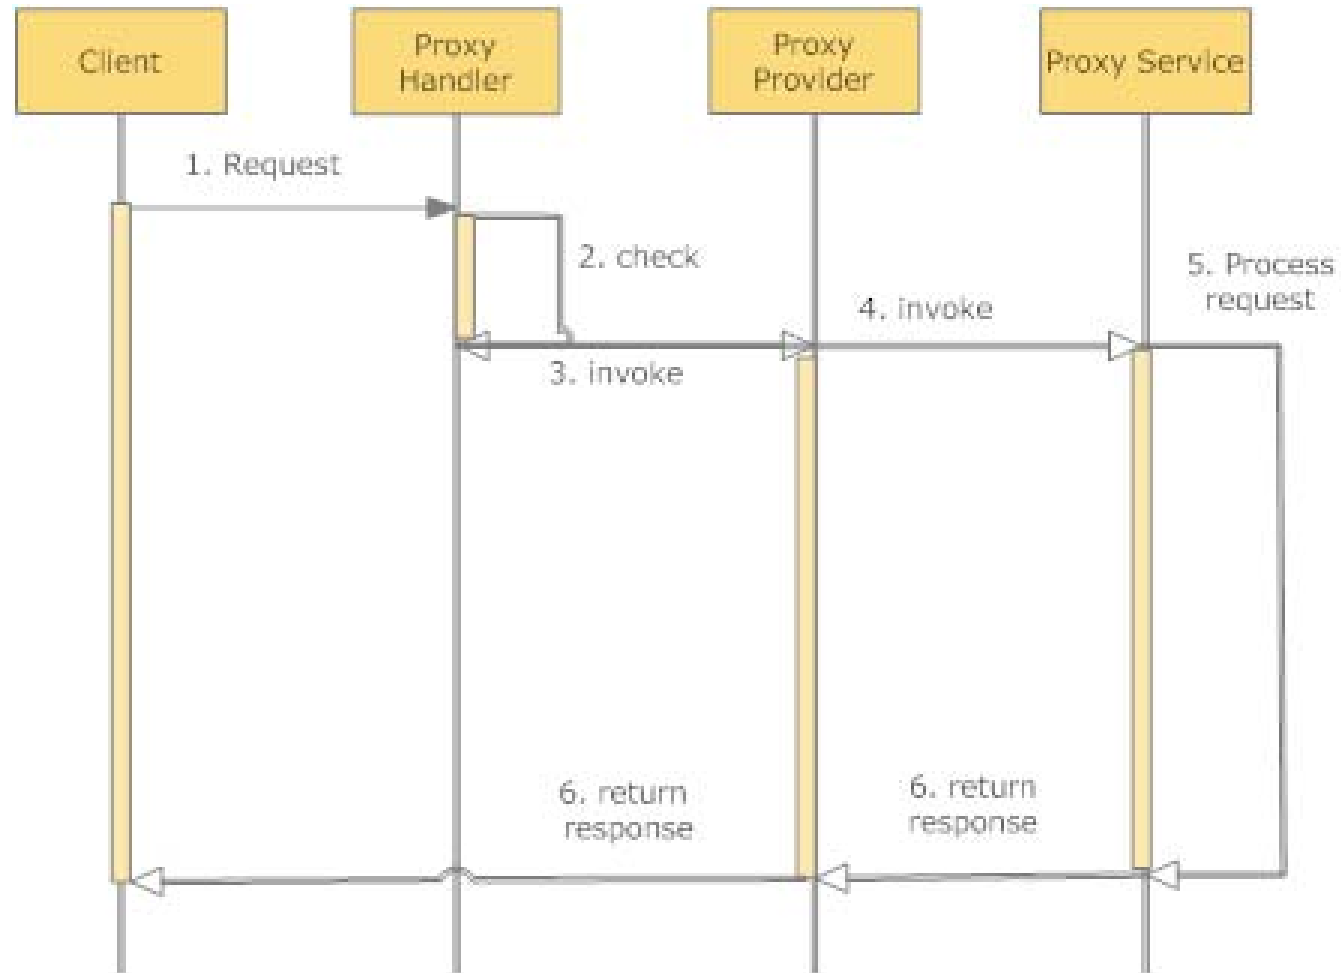 Client
Proxy
Handler
Proxy
Provider
Proxy Service
1. Request
2. check
5. Process
request
4. invoke
3. invoke
6. return
response
6. return
response